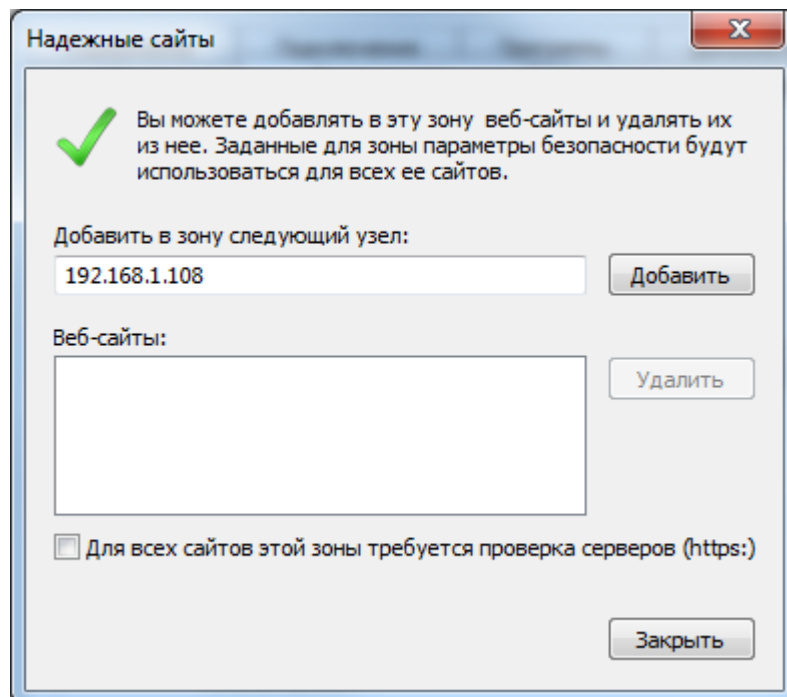 Надежные сайты
Вы можете добавлять в эту зону веб-сайты и удалять их
из нее. Заданные для зоны параметры безопасности будут
использоваться для всех ее сайтов.
Добавить в зону следующий узел:
192.168.1.108
Добавить
Веб-сайты:
Удалить
Для всех сайтов этой зоны требуется проверка серверов (https:)
Закрыть